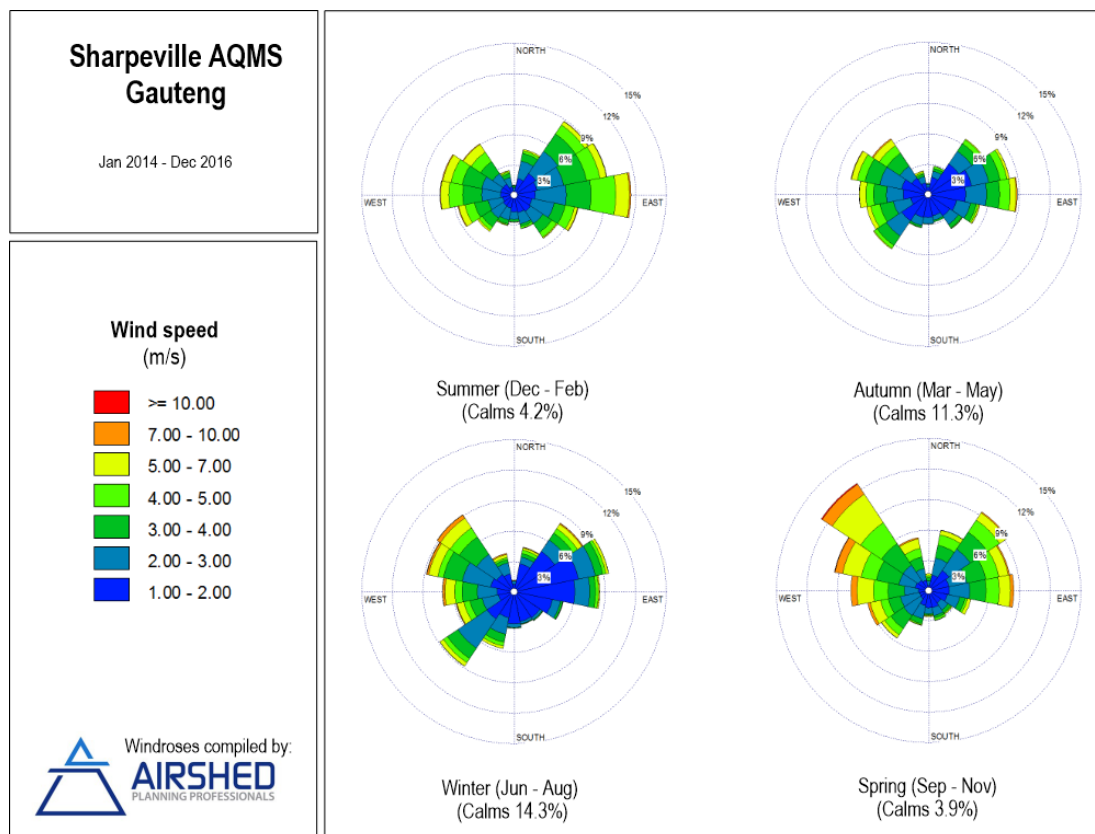 Sharpeville AQMS
Gauteng
Jan 2014 - Dec 2016
Wind speed
(m/s)
>= 10.00
7.00 - 10.00
5.00 - 7.00
4.00 - 5.00
3.00 - 4.00
2.00 - 3.00
1.00 - 2.00
Windroses compiled by:
AIRSHED
PLANNING PROFESSIONALS
NORTH
15%
12%
9%
6%
3%
WEST
EAST
SOUTH
Summer (Dec - Feb)
(Calms 4.2%)
NORTH
15%
12%
9%
6%
3%
WEST
EAST
SOUTH
Autumn (Mar - May)
(Calms 11.3%)
NORTH
15%
12%
9%
6%
3%
WEST
EAST
SOUTH
Winter (Jun - Aug)
(Calms 14.3%)
NORTH
15%
12%
9%
6%
3%
WEST
EAST
SOUTH
Spring (Sep - Nov)
(Calms 3.9%)